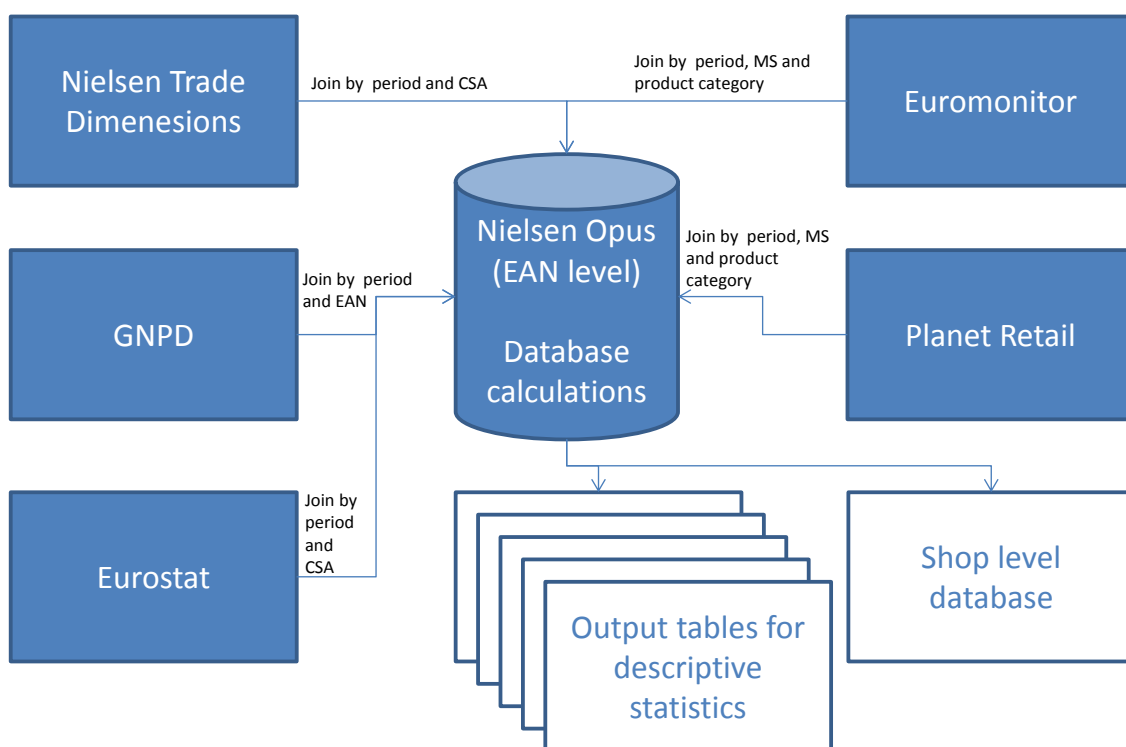 Nielsen Trade
Dimenesions
Join by period and CSA
Join by period, MS and
product category
Euromonitor
Nielsen Opus
(EAN level)
Database
calculations
GNPD
Join by period
and EAN
Join by period, MS
and product
category
Planet Retail
Eurostat
Join by
period
and
CSA
Output tables for
descriptive
statistics
Shop level
database